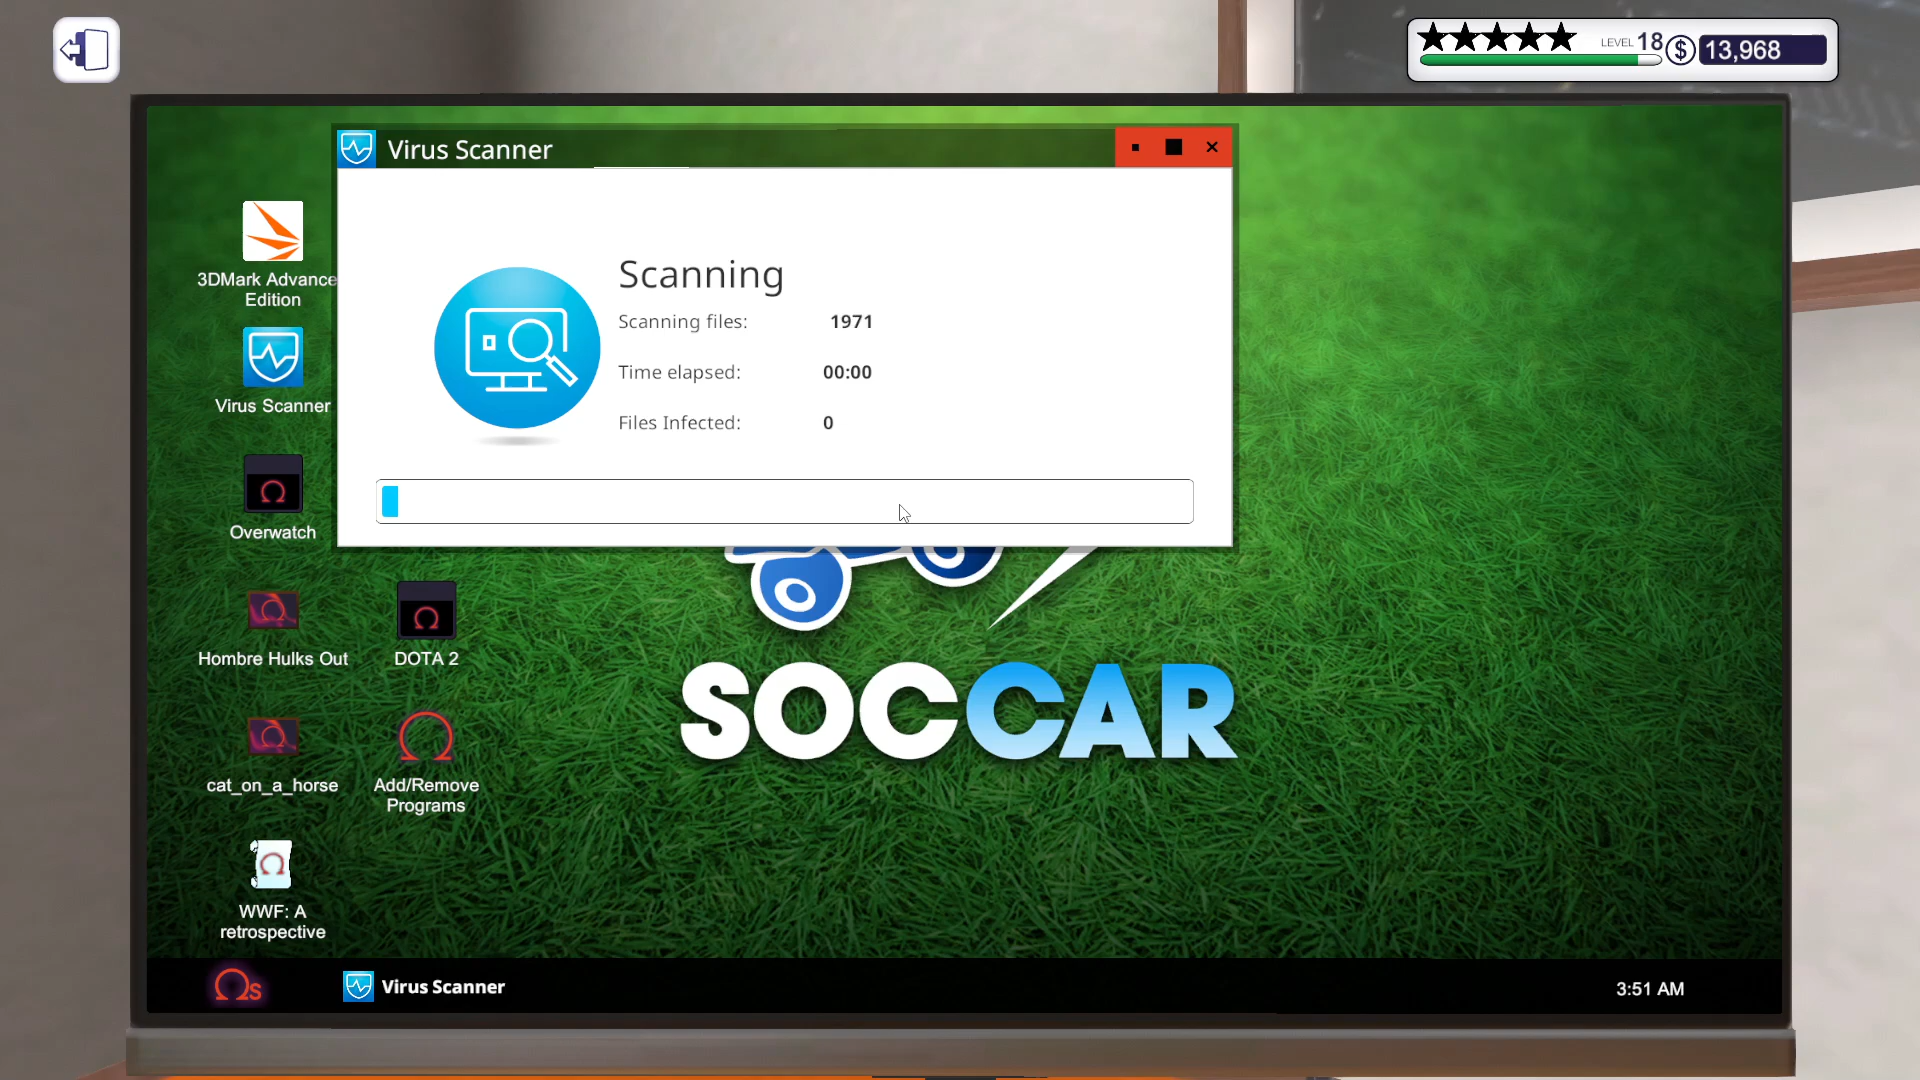 LEVEL 18
$ 13,968
Virus Scanner
3DMark Advance
Edition
Scanning
Scanning files: 1971
Time elapsed: 00:00
Files Infected: 0
Virus Scanner
Overwatch
Hombre Hulks Out
DOTA 2
SOCCAR
cat_on_a_horse
Add/Remove
Programs
WWF: A
retrospective
Ωs
Virus Scanner
3:51 AM